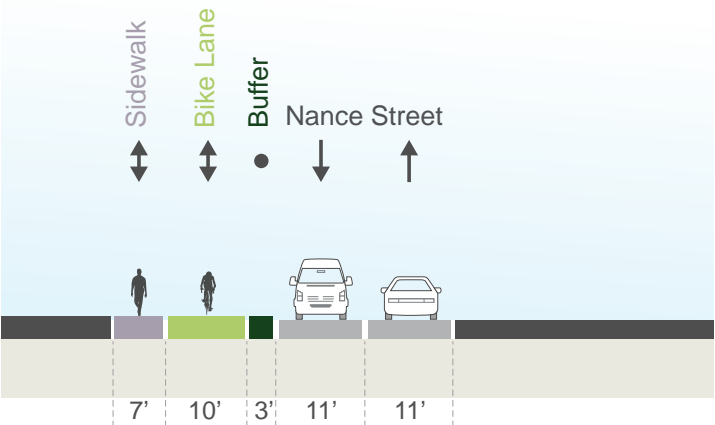 Sidewalk
Bike Lane
Buffer
Nance Street
7’
10’
3’
11’
11’